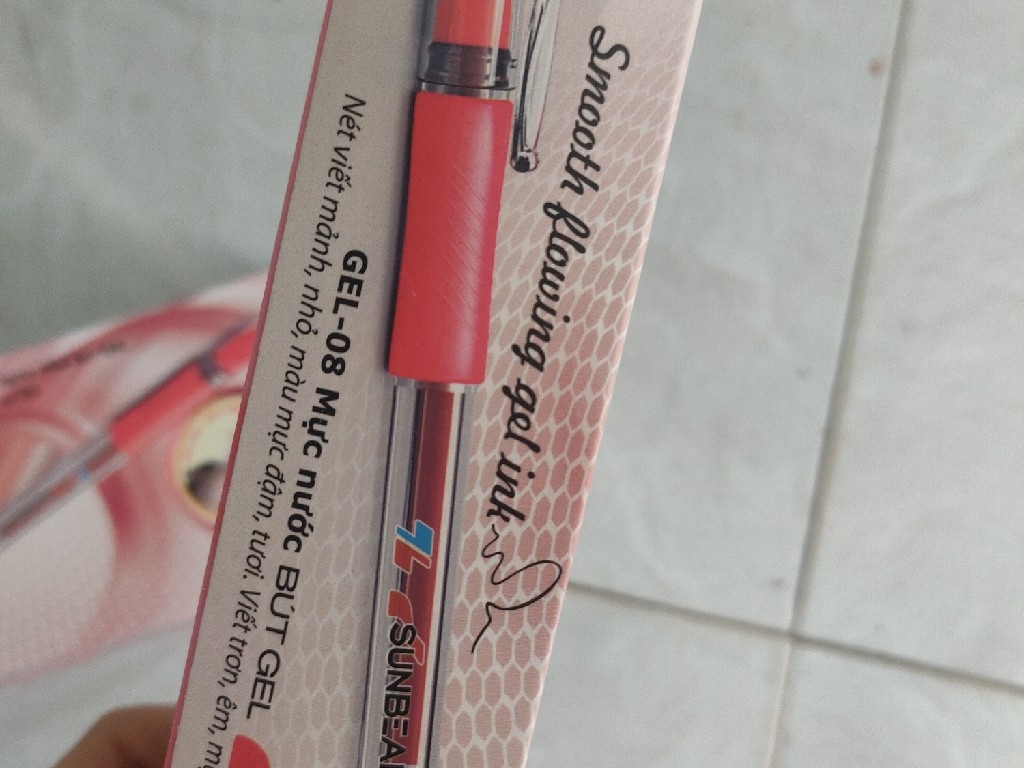 Smooth flowing gel ink
SUNBEA
GEL-08 Mực nước BÚT GEL
Nét viết mảnh, nhỏ, màu mực đậm, tươi. Viết trơn, êm,